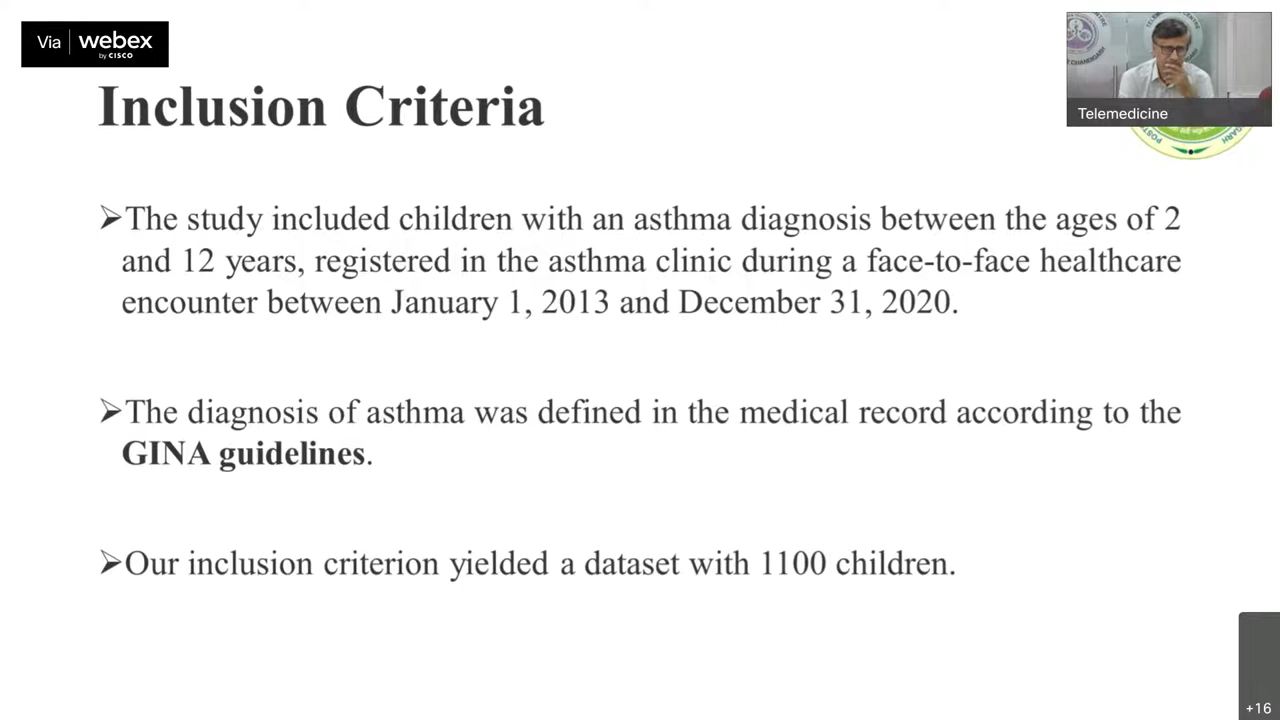 Via webex
by CISCO
Telemedicine
Inclusion Criteria
➢The study included children with an asthma diagnosis between the ages of 2
and 12 years, registered in the asthma clinic during a face-to-face healthcare
encounter between January 1, 2013 and December 31, 2020.
➢The diagnosis of asthma was defined in the medical record according to the
GINA guidelines.
➢Our inclusion criterion yielded a dataset with 1100 children.
+16